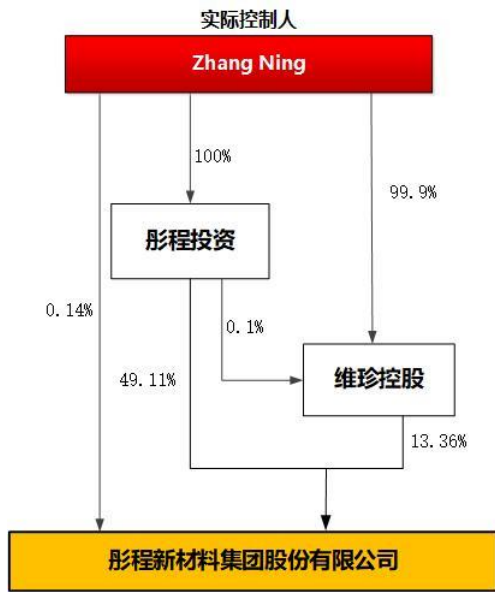 实际控制人
Zhang Ning
100%
99.9%
彤程投资
0.14%
0.1%
49.11%
维珍控股
13.36%
彤程新材料集团股份有限公司